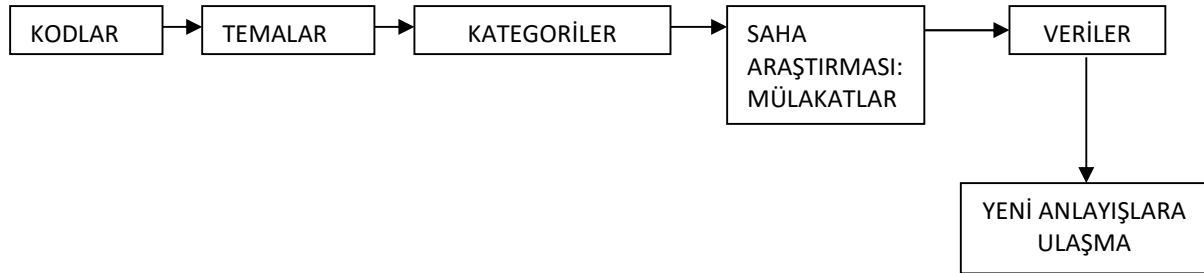 KODLAR
TEMALAR
KATEGORİLER
SAHA
ARAŞTIRMASI:
MÜLAKATLAR
VERİLER
YENİ ANLAYIŞLARA
ULAŞMA